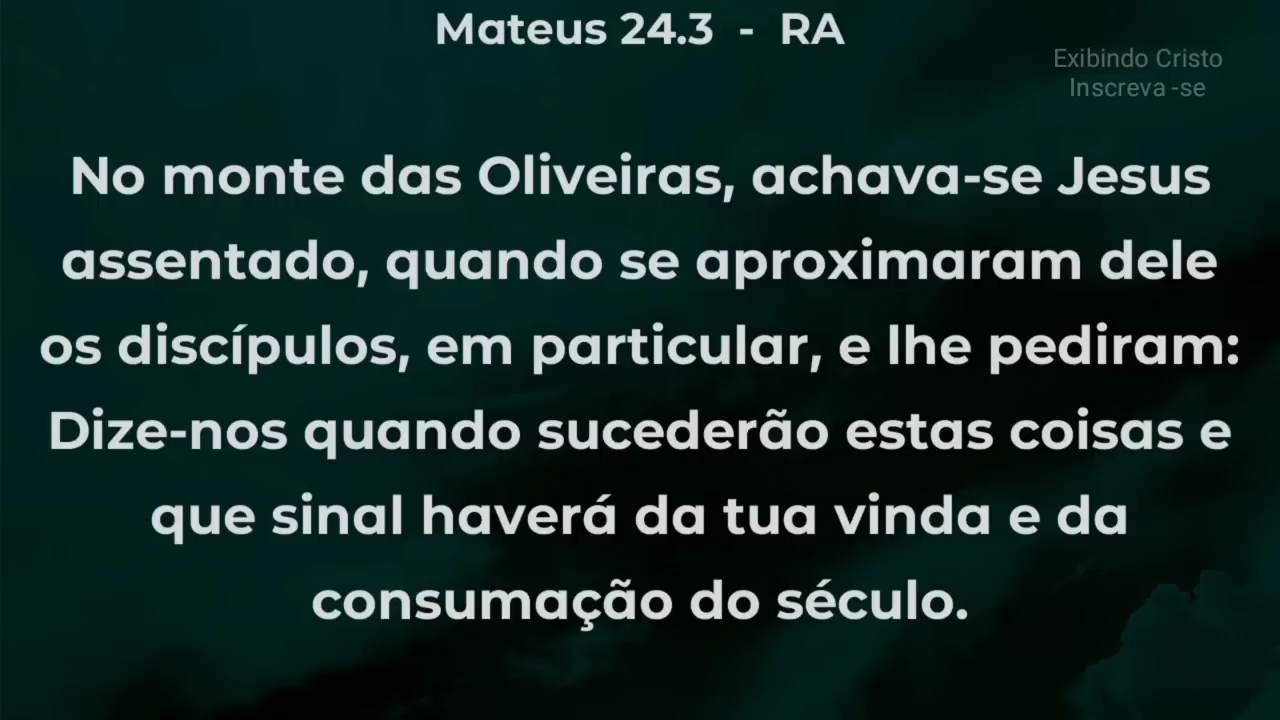 Mateus 24.3 - RA
Exibindo Cristo
Inscreva -se
No monte das Oliveiras, achava-se Jesus
assentado, quando se aproximaram dele
os discípulos, em particular, e lhe pediram:
Dize-nos quando sucederão estas coisas e
que sinal haverá da tua vinda e da
consumação do século.